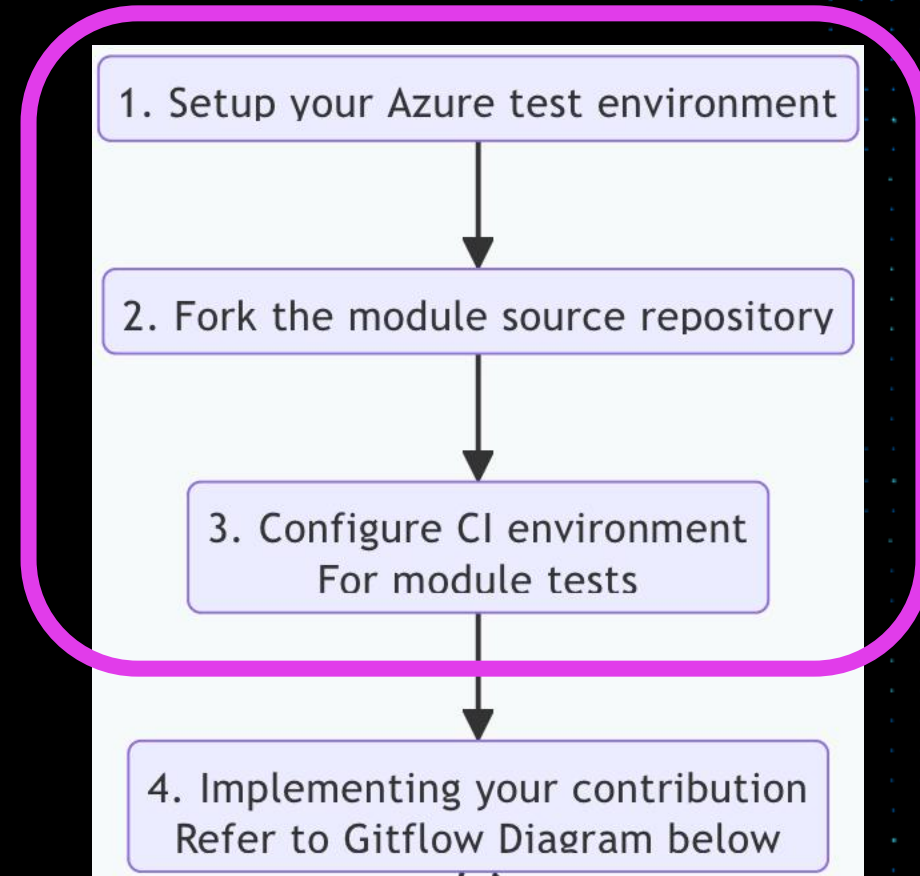 1. Setup your Azure test environment
2. Fork the module source repository
3. Configure CI environment
For module tests
4. Implementing your contribution
Refer to Gitflow Diagram below